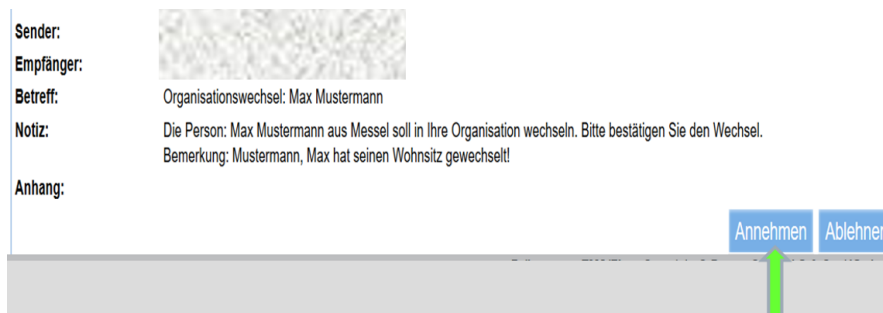 Sender:
Empfänger:
Betreff: Organisationswechsel: Max Mustermann
Notiz: Die Person: Max Mustermann aus Messel soll in Ihre Organisation wechseln. Bitte bestätigen Sie den Wechsel.
Bemerkung: Mustermann, Max hat seinen Wohnsitz gewechselt!
Anhang:
Annehmen Ablehnen